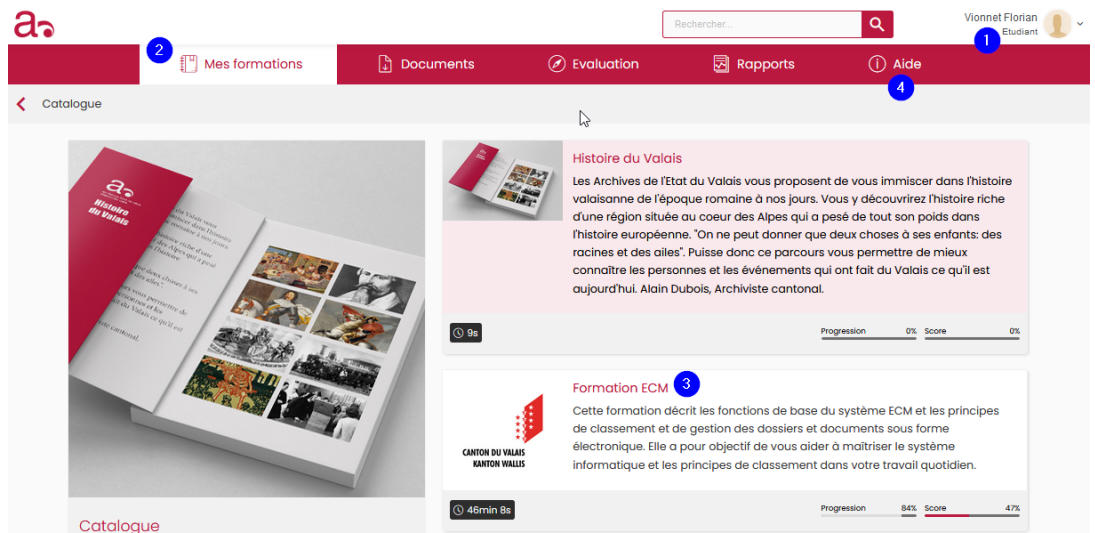 a.
Rechercher...
Vionnet Florian
Etudiant
1
2
Mes formations
Documents
Evaluation
Rapports
Aide
4
Catalogue
a.
Histoire
du Valais
Catalogue
Histoire du Valais
Les Archives de l'Etat du Valais vous proposent de vous immiscer dans l'histoire
valaisanne de l'époque romaine à nos jours. Vous y découvrirez l'histoire riche
d'une région située au coeur des Alpes qui a pesé de tout son poids dans
l'histoire européenne. "On ne peut donner que deux choses à ses enfants: des
racines et des ailes". Puisse donc ce parcours vous permettre de mieux
connaître les personnes et les événements qui ont fait du Valais ce qu'il est
aujourd'hui. Alain Dubois, Archiviste cantonal.
9s
Progression 0% Score 0%
Formation ECM
3
Cette formation décrit les fonctions de base du système ECM et les principes
de classement et de gestion des dossiers et documents sous forme
électronique. Elle a pour objectif de vous aider à maîtriser le système
informatique et les principes de classement dans votre travail quotidien.
CANTON DU VALAIS
KANTON WALLIS
46min 8s
Progression 84% Score 47%